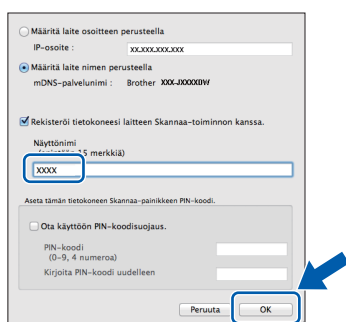 Määritä laite osoitteen perusteella
IP-osoite : XX.XXX.XXX.XXX
Määritä laite nimen perusteella
mDNS-palvelunimi : Brother XXX-JXXXXDW
Rekisteröi tietokoneesi laitteen Skannaa-toiminnon kanssa.
Näyttönimi
15 merkkiä)
XXXX
Aseta tämän tietokoneen Skannaa-painikkeen PIN-koodi.
Ota käyttöön PIN-koodisuojaus.
PIN-koodi
(0-9, 4 numeroa)
Kirjoita PIN-koodi uudelleen
Peruuta OK